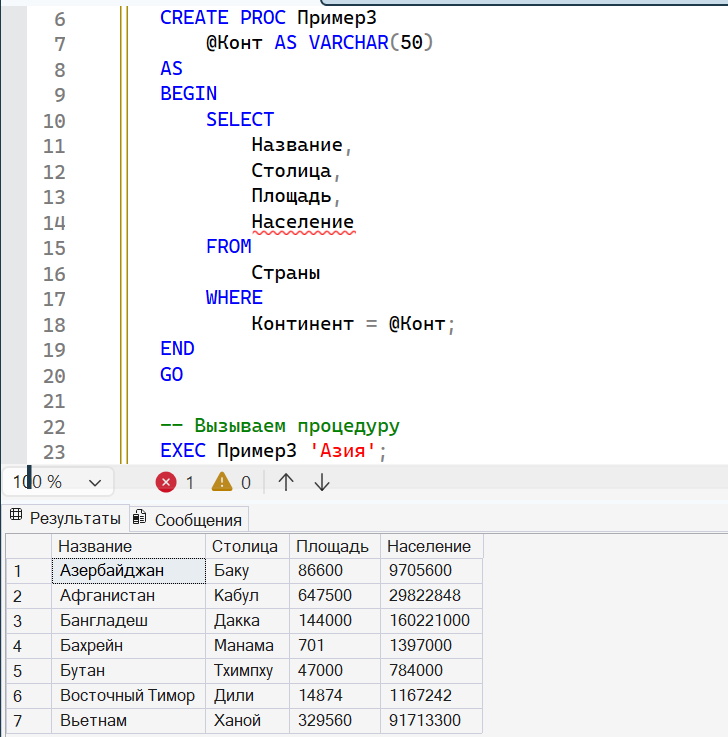 6 CREATE PROC Пример3
7 @Конт AS VARCHAR(50)
8 AS
9 BEGIN
10 SELECT
11 Название,
12 Столица,
13 Площадь,
14 Население
15 FROM
16 Страны
17 WHERE
18 Континент = @Конт;
19 END
20 GO
21
22 -- Вызываем процедуру
23 EXEC Пример3 'Азия';
100 % 1 0
Результаты Сообщения
Название Столица Площадь Население
1 Азербайджан Баку 86600 9705600
2 Афганистан Кабул 647500 29822848
3 Бангладеш Дакка 144000 160221000
4 Бахрейн Манама 701 1397000
5 Бутан Тхимпху 47000 784000
6 Восточный Тимор Дили 14874 1167242
7 Вьетнам Ханой 329560 91713300